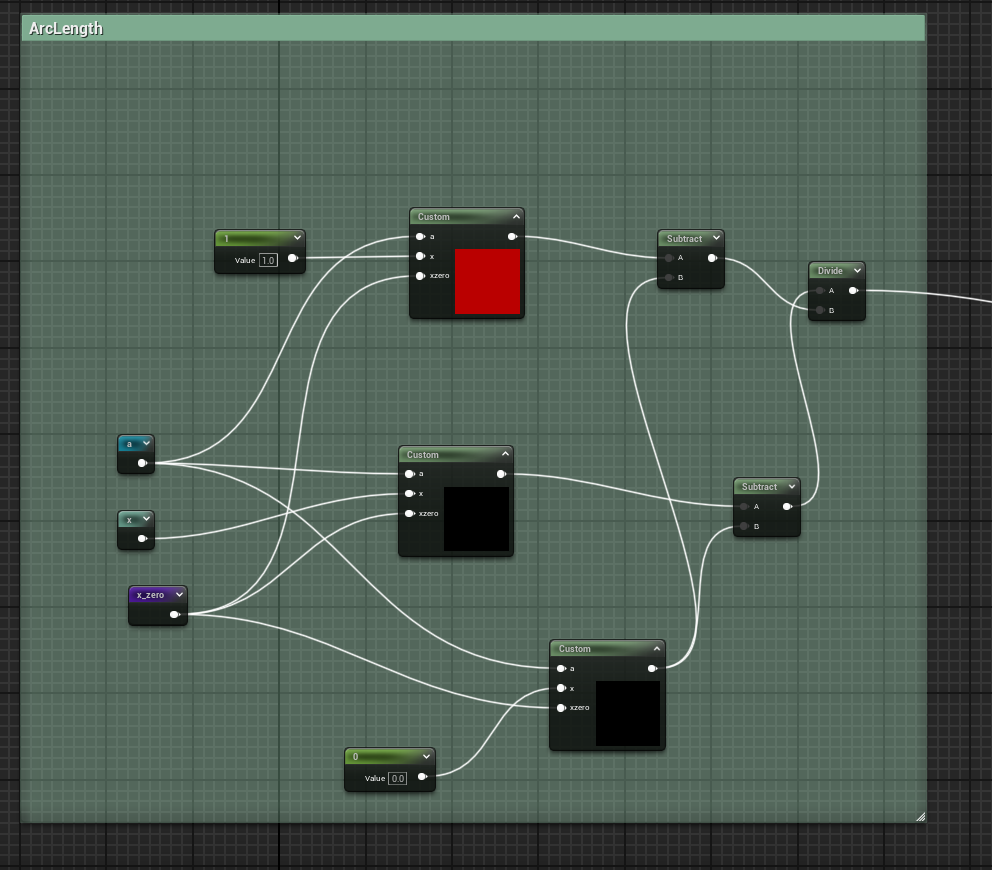 ArcLength
1
Value 1.0
Custom
a
x
xzero
Subtract
A
B
Divide
A
B
a
x
x_zero
Custom
a
x
xzero
Subtract
A
B
Custom
a
x
xzero
0
Value 0.0